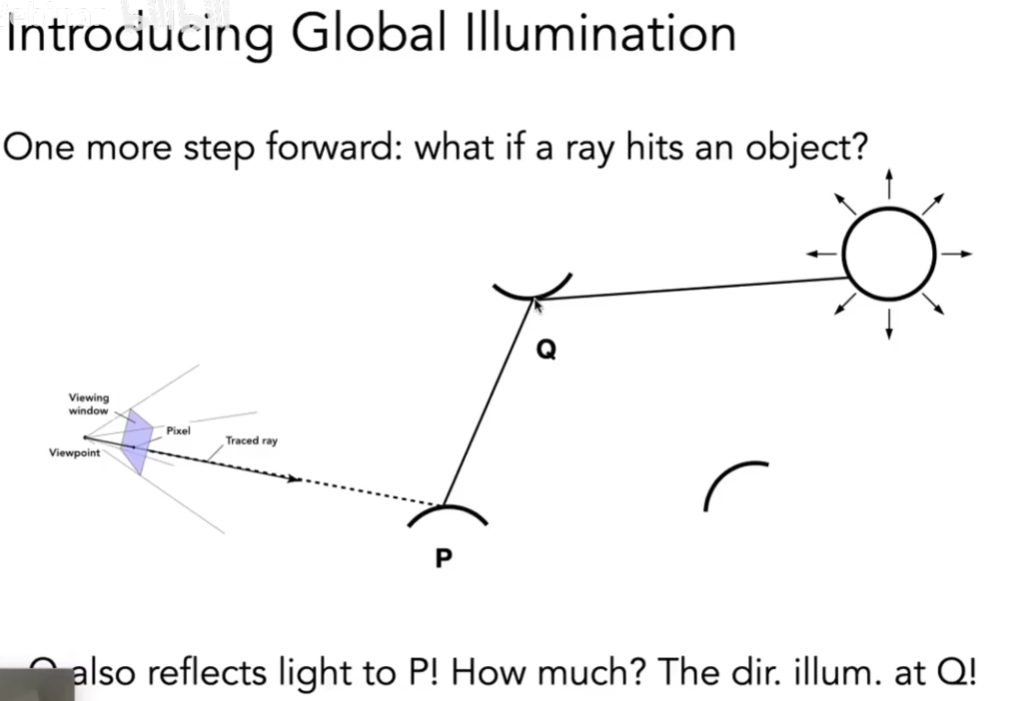 Introducing Global Illumination
One more step forward: what if a ray hits an object?
Q
Viewing
window
Pixel
Traced ray
Viewpoint
P
also reflects light to P! How much? The dir. illum. at Q!